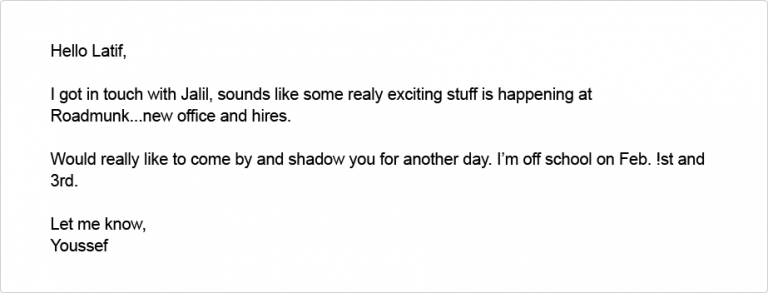 Hello Latif,
I got in touch with Jalil, sounds like some realy exciting stuff is happening at
Roadmunk...new office and hires.
Would really like to come by and shadow you for another day. I’m off school on Feb. !st and
3rd.
Let me know,
Youssef